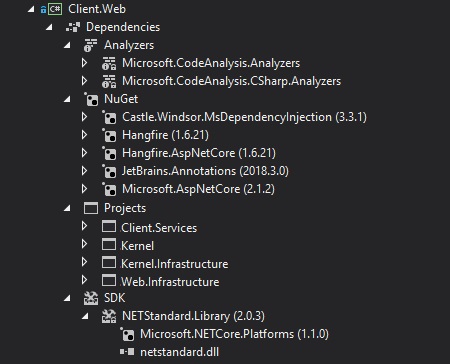 C# Client.Web
Dependencies
Analyzers
Microsoft.CodeAnalysis.Analyzers
Microsoft.CodeAnalysis.CSharp.Analyzers
NuGet
Castle.Windsor.MsDependencyInjection (3.3.1)
Hangfire (1.6.21)
Hangfire.AspNetCore (1.6.21)
JetBrains.Annotations (2018.3.0)
Microsoft.AspNetCore (2.1.2)
Projects
Client.Services
Kernel
Kernel.Infrastructure
Web.Infrastructure
SDK
NETStandard.Library (2.0.3)
Microsoft.NETCore.Platforms (1.1.0)
netstandard.dll